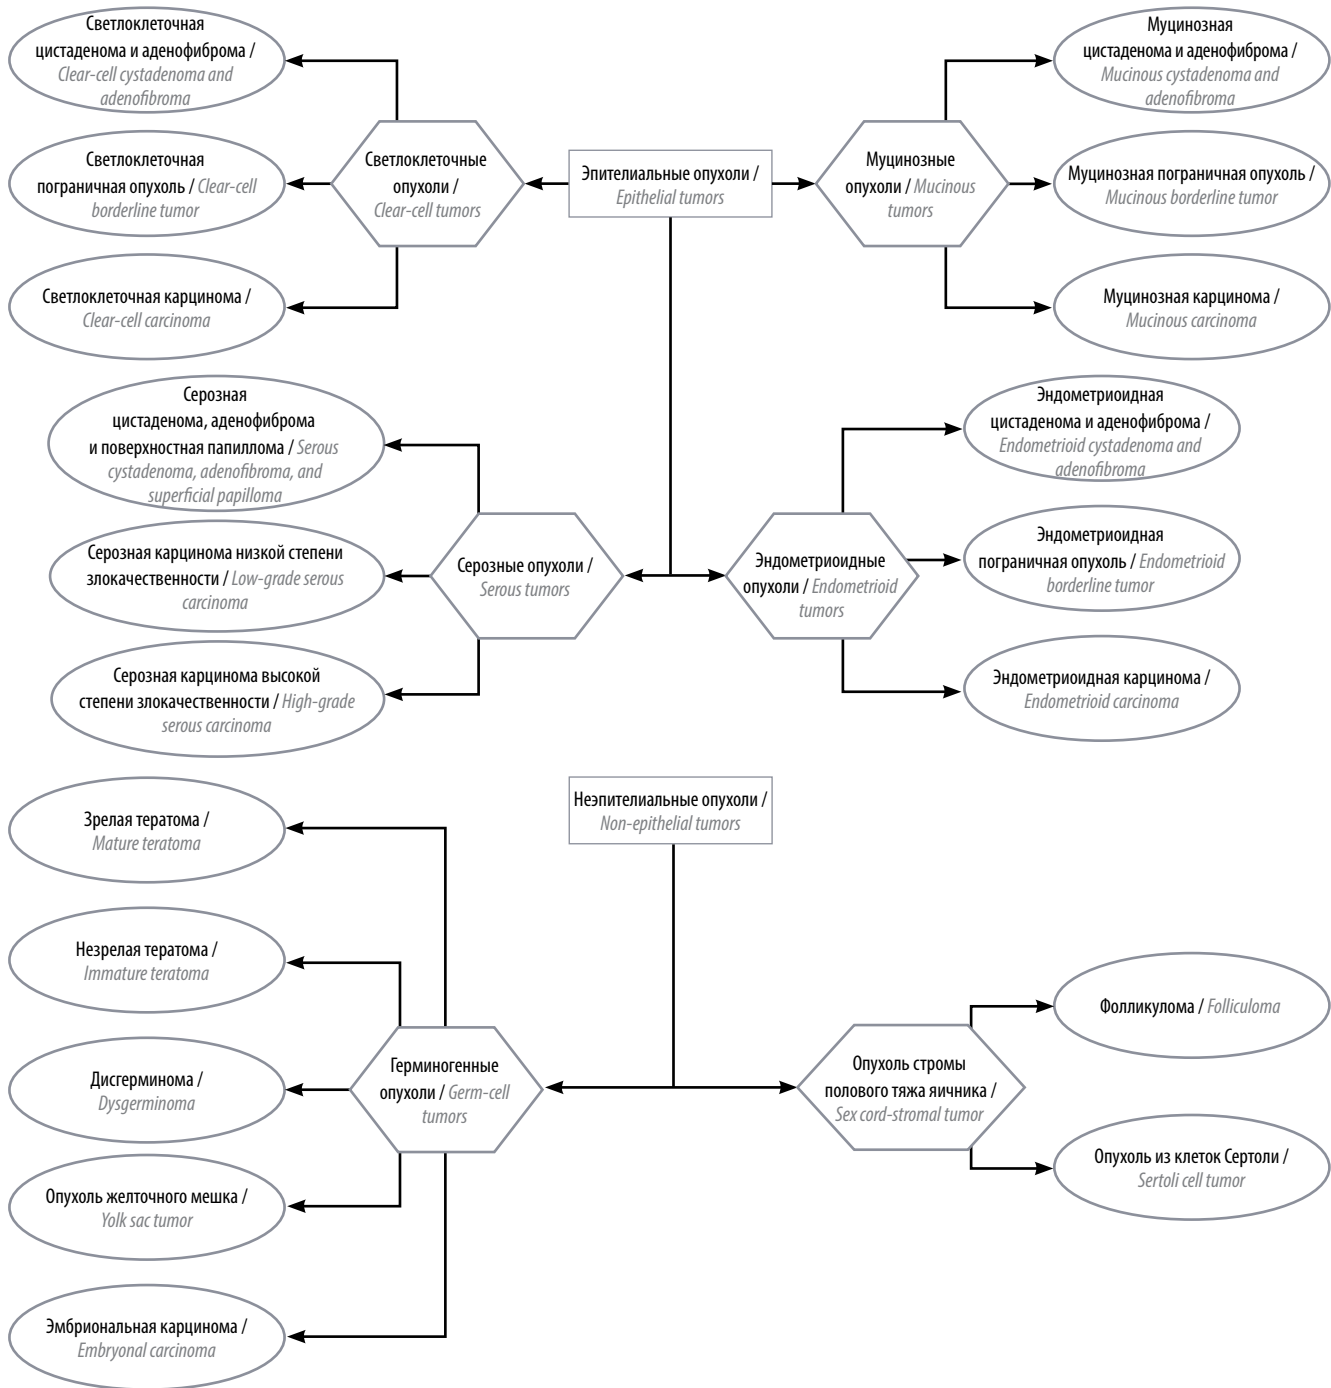 Светлоклеточная
цистаденома и аденофиброма /
Clear-cell cystadenoma and
adenofibroma
Светлоклеточная
пограничная опухоль / Clear-cell
borderline tumor
Светлоклеточная карцинома /
Clear-cell carcinoma
Светлоклеточные
опухоли /
Clear-cell tumors
Эпителиальные опухоли /
Epithelial tumors
Муцинозные
опухоли / Mucinous
tumors
Муцинозная
цистаденома и аденофиброма /
Mucinous cystadenoma and
adenofibroma
Муцинозная пограничная опухоль /
Mucinous borderline tumor
Муцинозная карцинома /
Mucinous carcinoma
Серозная
цистаденома, аденофиброма
и поверхностная папиллома / Serous
cystadenoma, adenofibroma, and
superficial papilloma
Серозная карцинома низкой степени
злокачественности / Low-grade serous
carcinoma
Серозная карцинома высокой
степени злокачественности / High-grade
serous carcinoma
Серозные опухоли /
Serous tumors
Эндометриоидные
опухоли / Endometrioid
tumors
Эндометриоидная
цистаденома и аденофиброма /
Endometrioid cystadenoma and
adenofibroma
Эндометриоидная
пограничная опухоль / Endometrioid
borderline tumor
Эндометриоидная карцинома /
Endometrioid carcinoma
Неэпителиальные опухоли /
Non-epithelial tumors
Зрелая тератома /
Mature teratoma
Незрелая тератома /
Immature teratoma
Дисгерминома /
Dysgerminoma
Опухоль желточного мешка /
Yolk sac tumor
Эмбриональная карцинома /
Embryonal carcinoma
Герминогенные
опухоли / Germ-cell
tumors
Опухоль стромы
полового тяжа яичника /
Sex cord-stromal tumor
Фолликулома / Folliculoma
Опухоль из клеток Сертоли /
Sertoli cell tumor